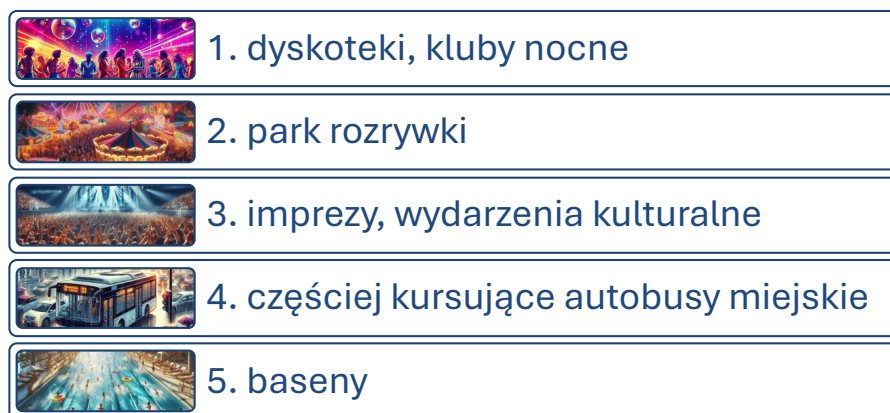 1. dyskoteki, kluby nocne
2. park rozrywki
3. imprezy, wydarzenia kulturalne
4. częściej kursujące autobusy miejskie
5. baseny